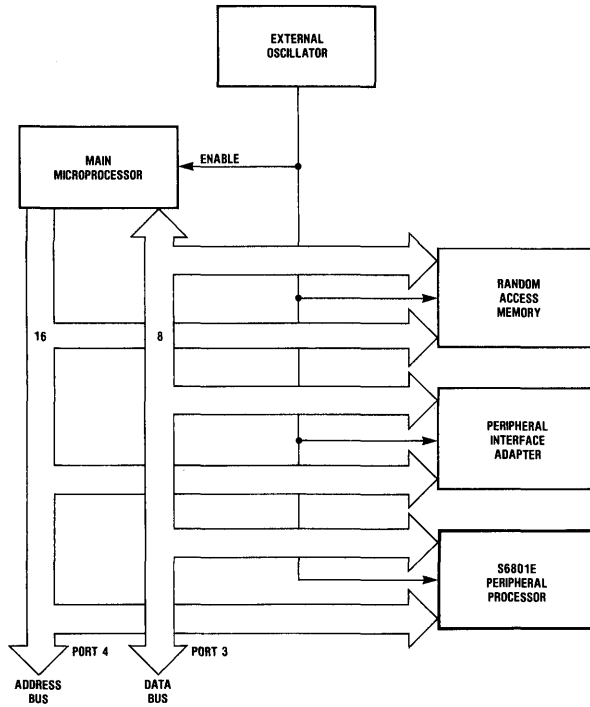 EXTERNAL
OSCILLATOR
MAIN
MICROPROCESSOR
ENABLE
RANDOM
ACCESS
MEMORY
16
8
PERIPHERAL
INTERFACE
ADAPTER
S6801E
PERIPHERAL
PROCESSOR
PORT 4
PORT 3
ADDRESS
BUS
DATA
BUS